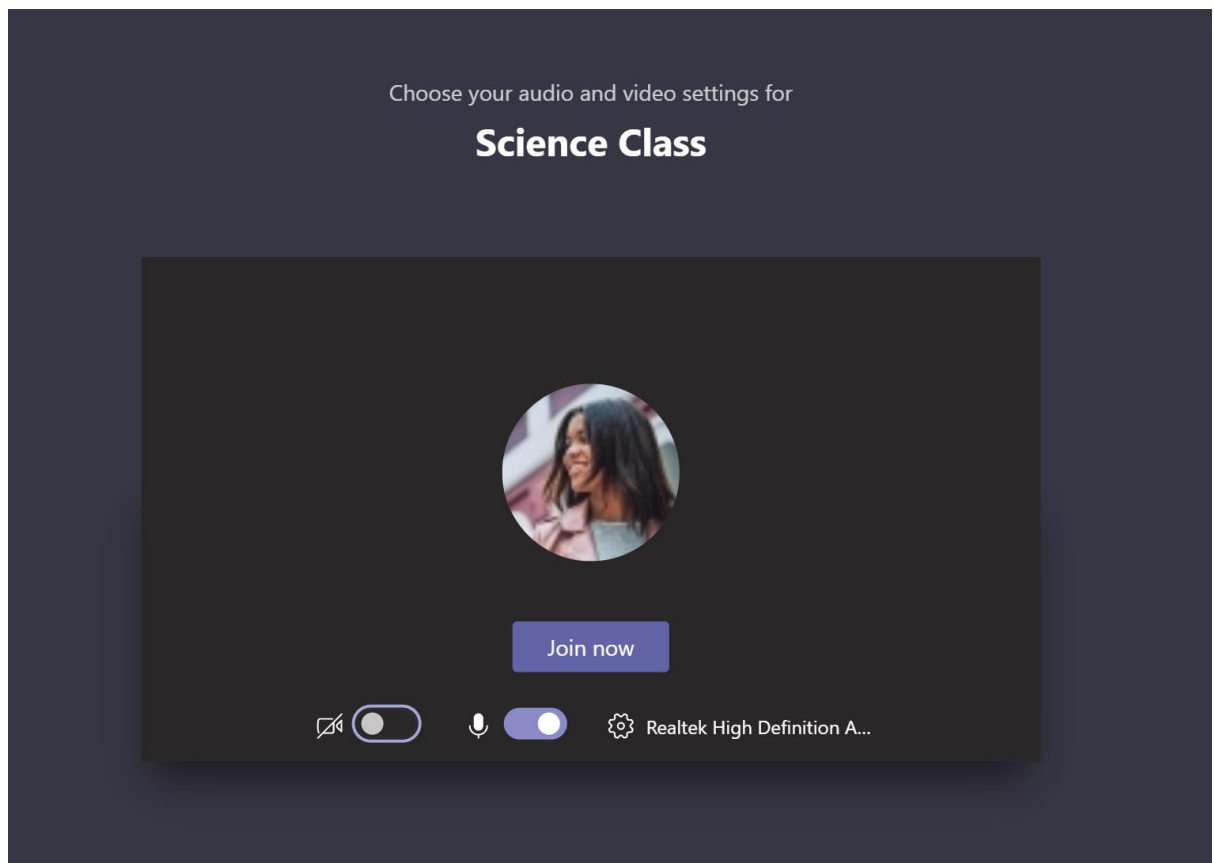 Choose your audio and video settings for
Science Class
Join now
Realtek High Definition A...